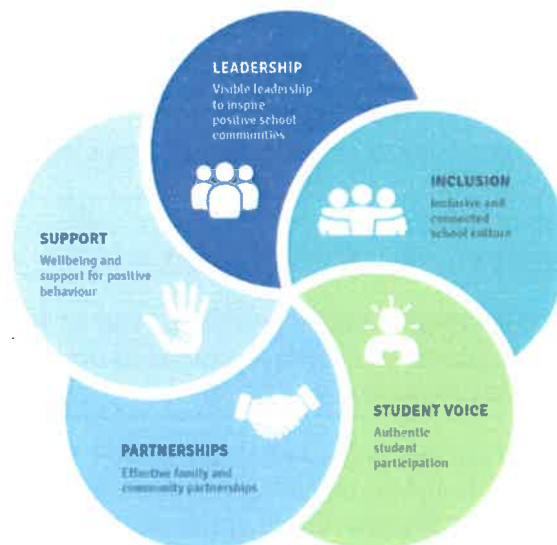 LEADERSHIP
Visible leadership
to inspire
positive school
communities
INCLUSION
Inclusive and
connected
school culture
SUPPORT
Wellbeing and
support for positive
behaviour
STUDENT VOICE
Authentic
student
participation
PARTNERSHIPS
Effective family and
community partnerships